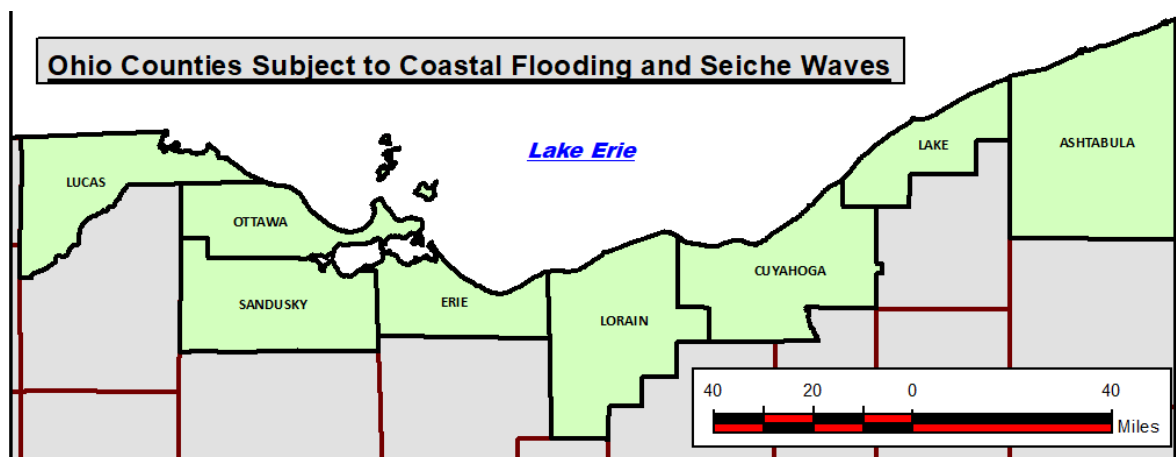 Ohio Counties Subject to Coastal Flooding and Seiche Waves
Lake Erie
LAKE
ASHTABULA
LUCAS
OTTAWA
CUYAHOGA
SANDUSKY
ERIE
LORAIN
40 20 0 40
Miles